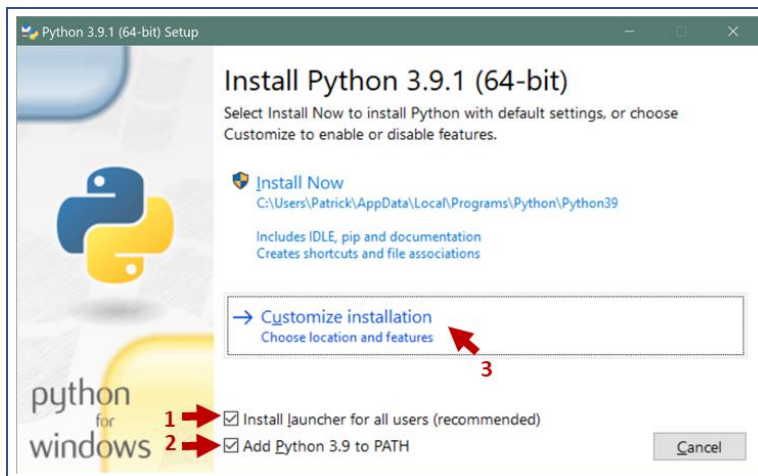 Python 3.9.1 (64-bit) Setup
Install Python 3.9.1 (64-bit)
Select Install Now to install Python with default settings, or choose
Customize to enable or disable features.
Install Now
C:\Users\Patrick\AppData\Local\Programs\Python\Python39
Includes IDLE, pip and documentation
Creates shortcuts and file associations
Customize installation
Choose location and features
3
python
for
windows
1 Install launcher for all users (recommended)
2 Add Python 3.9 to PATH
Cancel